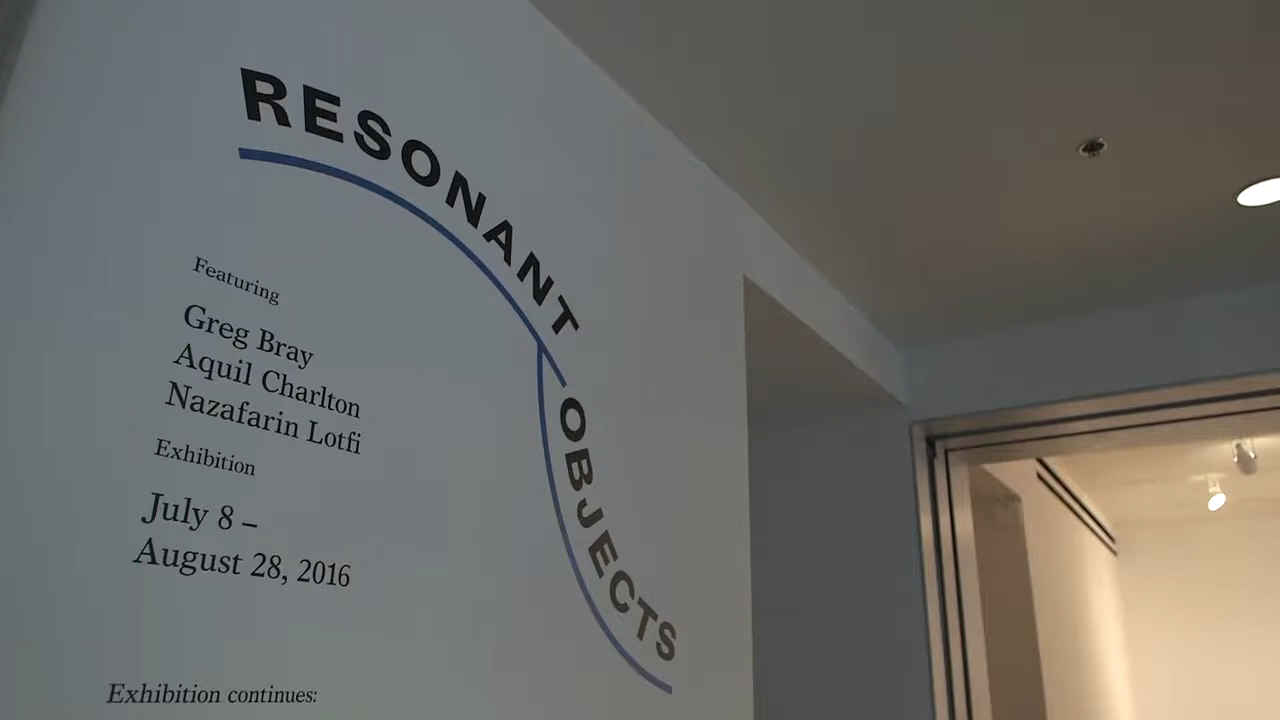 RESONANT
OBJECTS
Featuring
Greg Bray
Aquil Charlton
Nazafarin Lotfi
Exhibition
July 8 –
August 28, 2016
Exhibition continues: